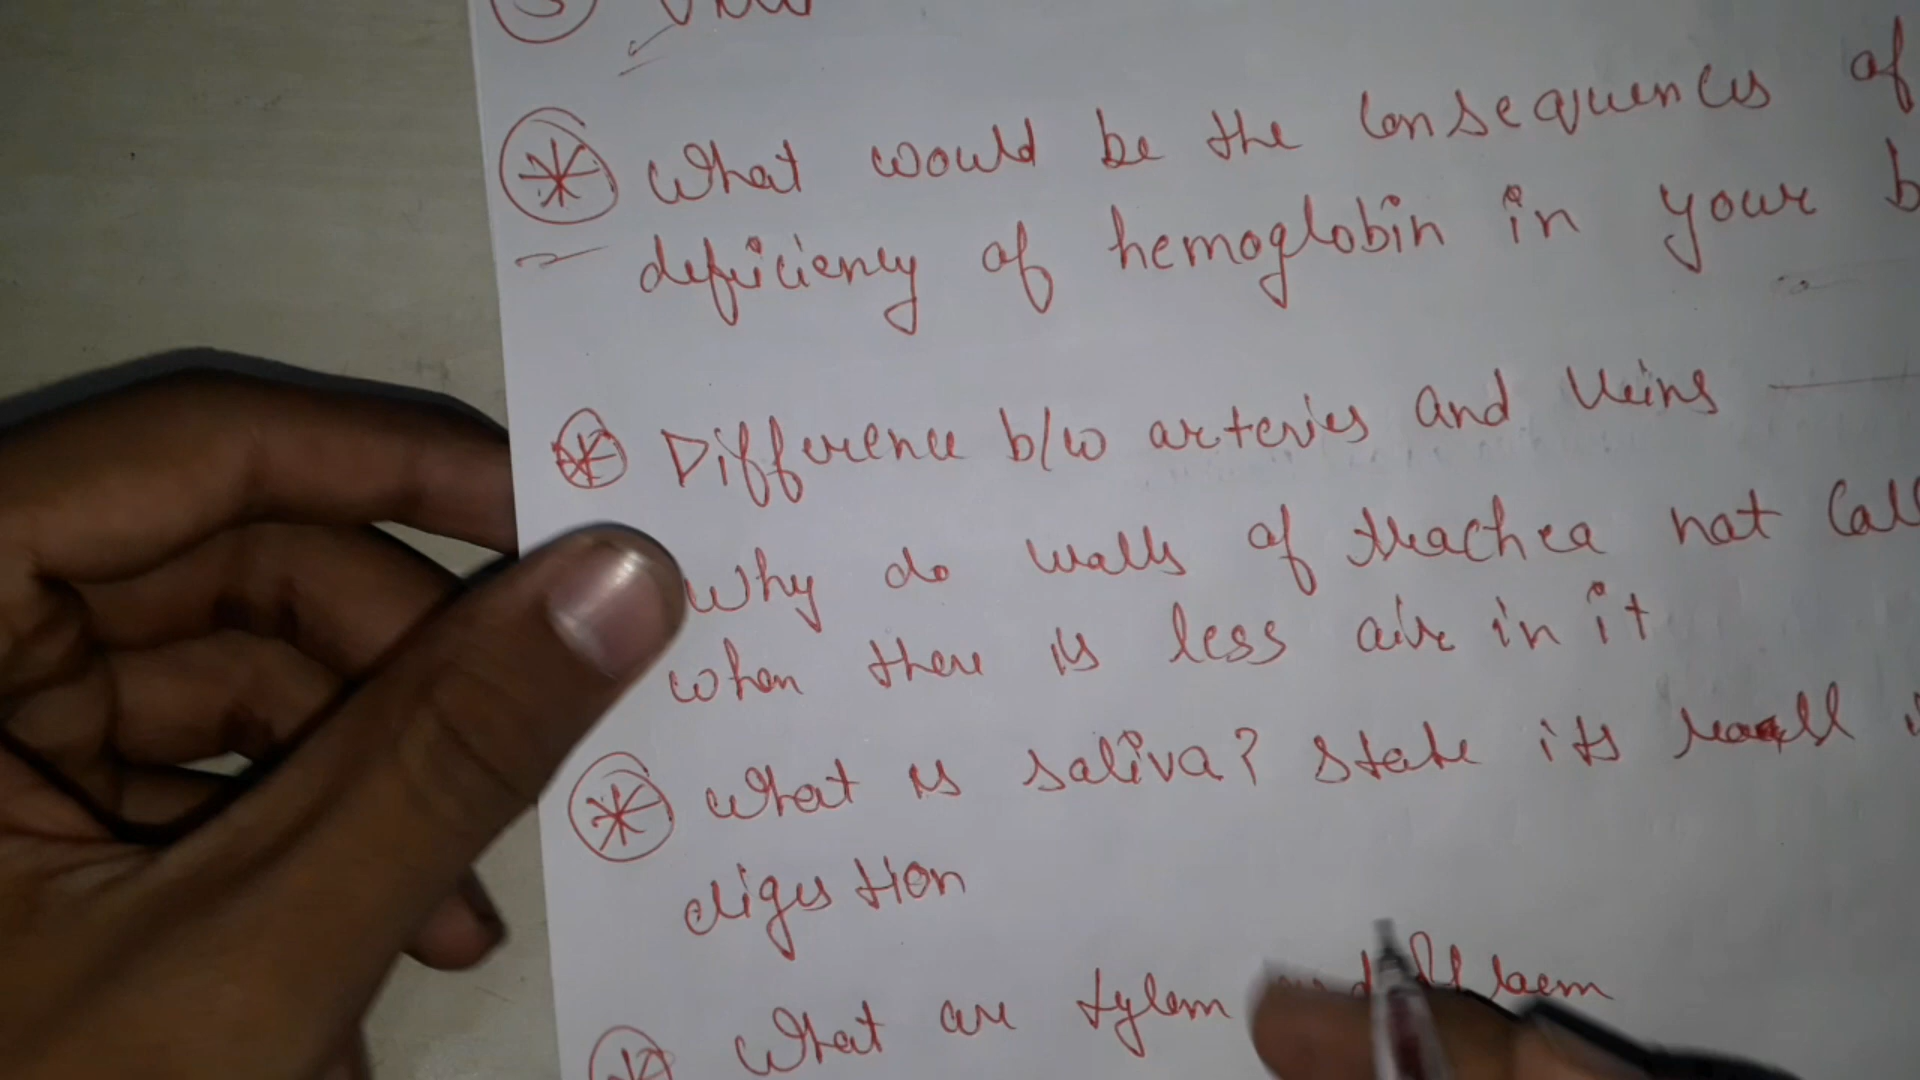 What would be the consequences of
deficiency of hemoglobin in your b
Difference b/w arteries and veins
Why do walls of trachea not Call
when there is less air in it
What is saliva? State its
digestion
What are xylem